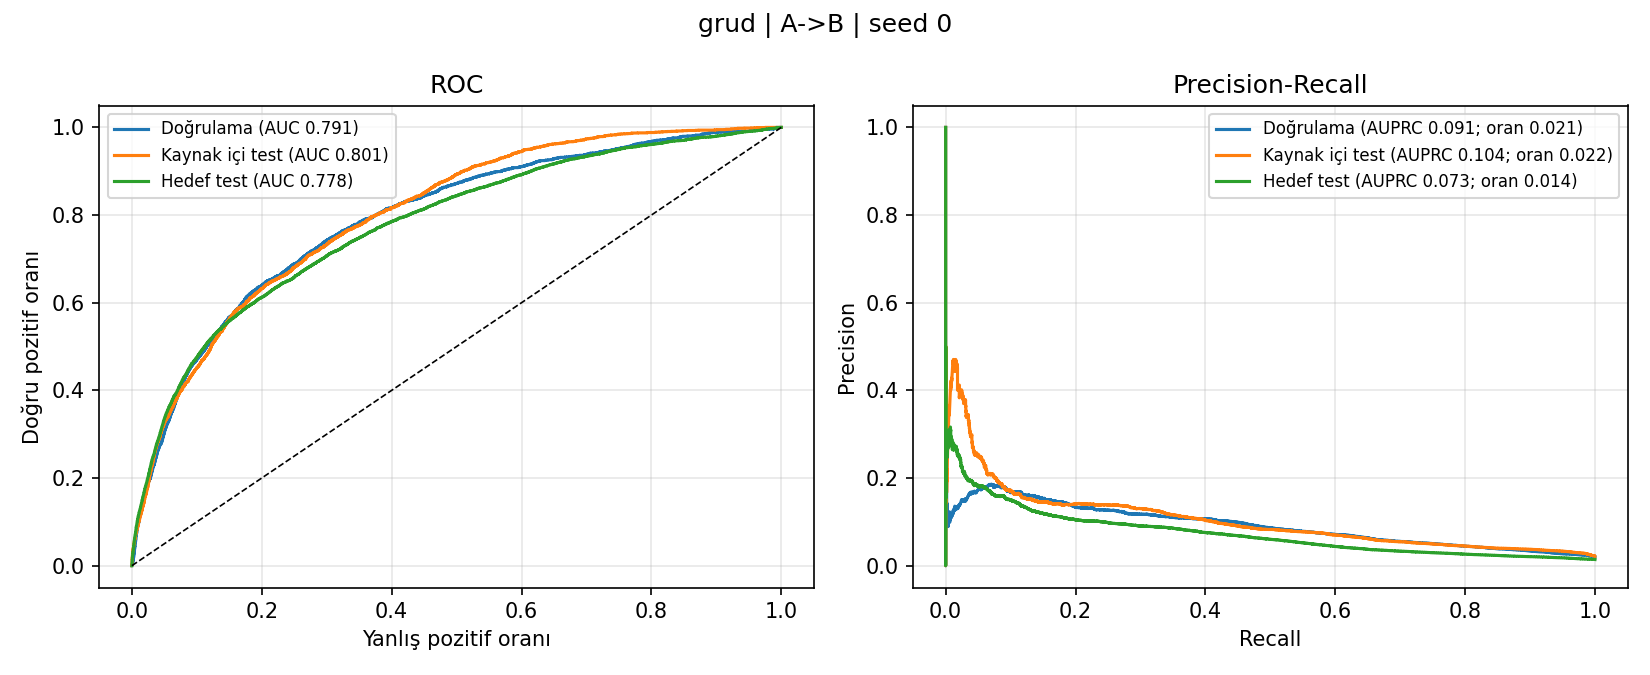 grud | A->B | seed 0
ROC
Doğrulama (AUC 0.791)
Kaynak içi test (AUC 0.801)
Hedef test (AUC 0.778)
1.0
0.8
0.6
0.4
0.2
0.0
Doğru pozitif oranı
0.0 0.2 0.4 0.6 0.8 1.0
Yanlış pozitif oranı
Precision-Recall
Doğrulama (AUPRC 0.091; oran 0.021)
Kaynak içi test (AUPRC 0.104; oran 0.022)
Hedef test (AUPRC 0.073; oran 0.014)
1.0
0.8
0.6
0.4
0.2
0.0
Precision
0.0 0.2 0.4 0.6 0.8 1.0
Recall